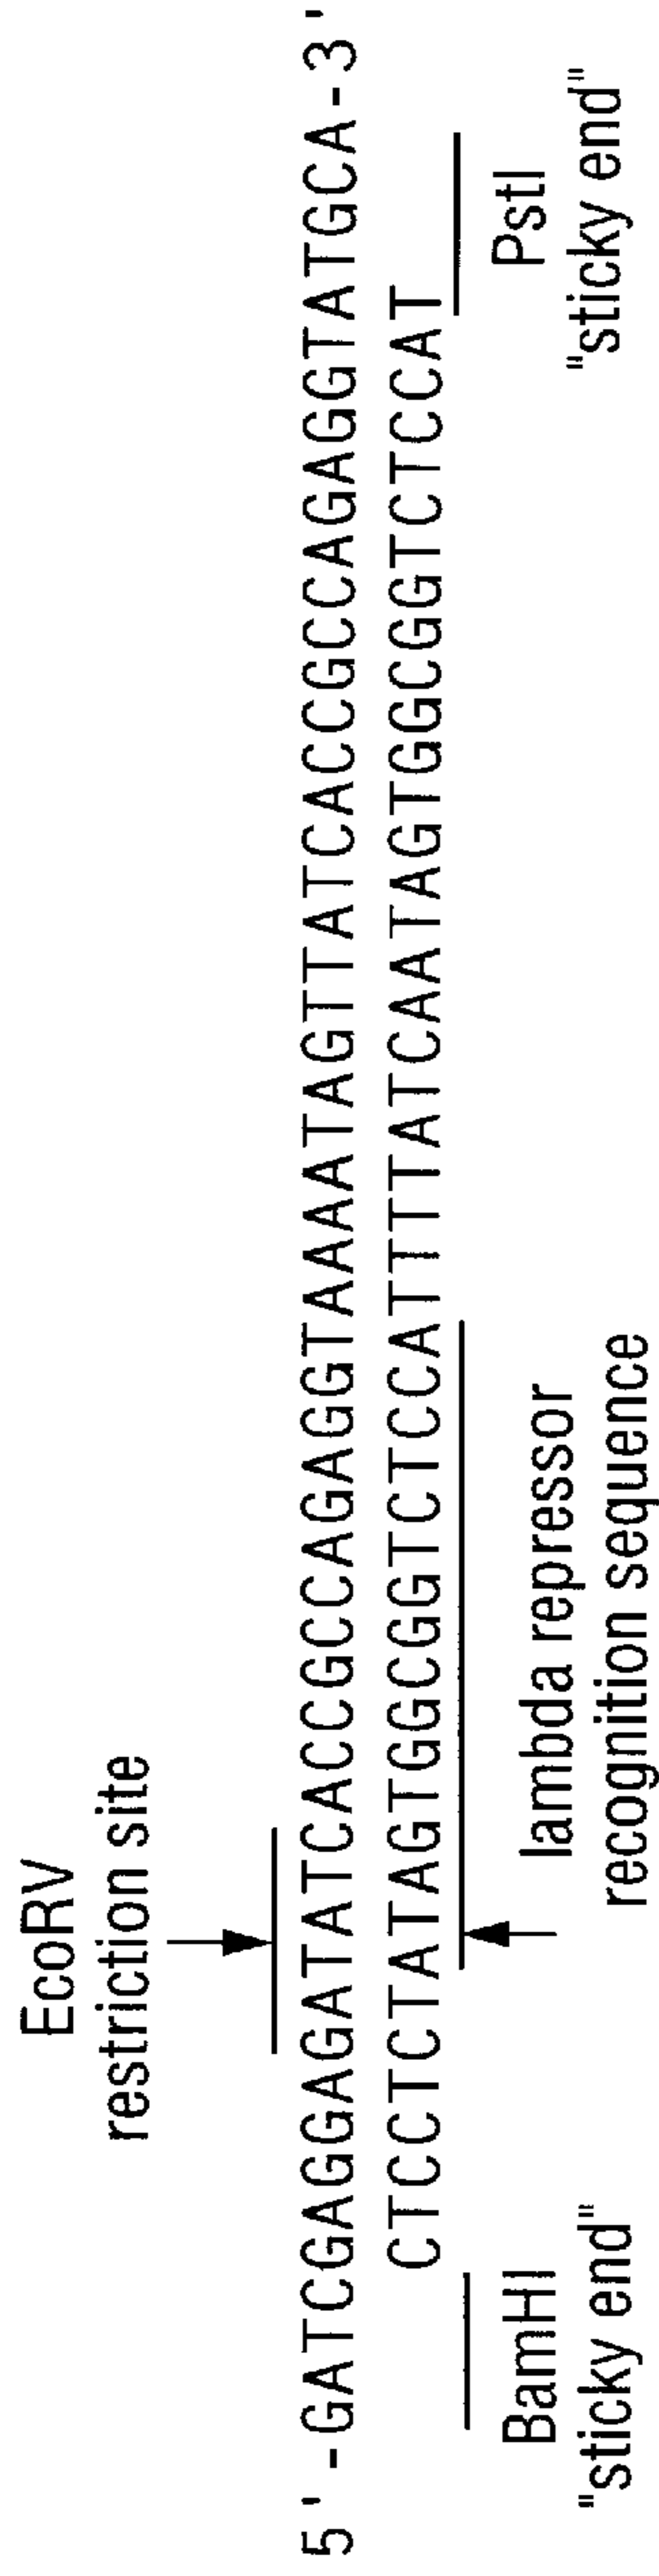 EcoRV
restriction site
5'-GATCGAGGAGATATCACCGCCAGAGGTAAAATAGTTATCACCGCCAGAGGTATGCA-3'
CTCCTCTATAGTGGCGGTCTCCATTTTATCAATAGTGGCGGTCTCCAT
BamHI
"sticky end"
lambda repressor
recognition sequence
PstI
"sticky end"